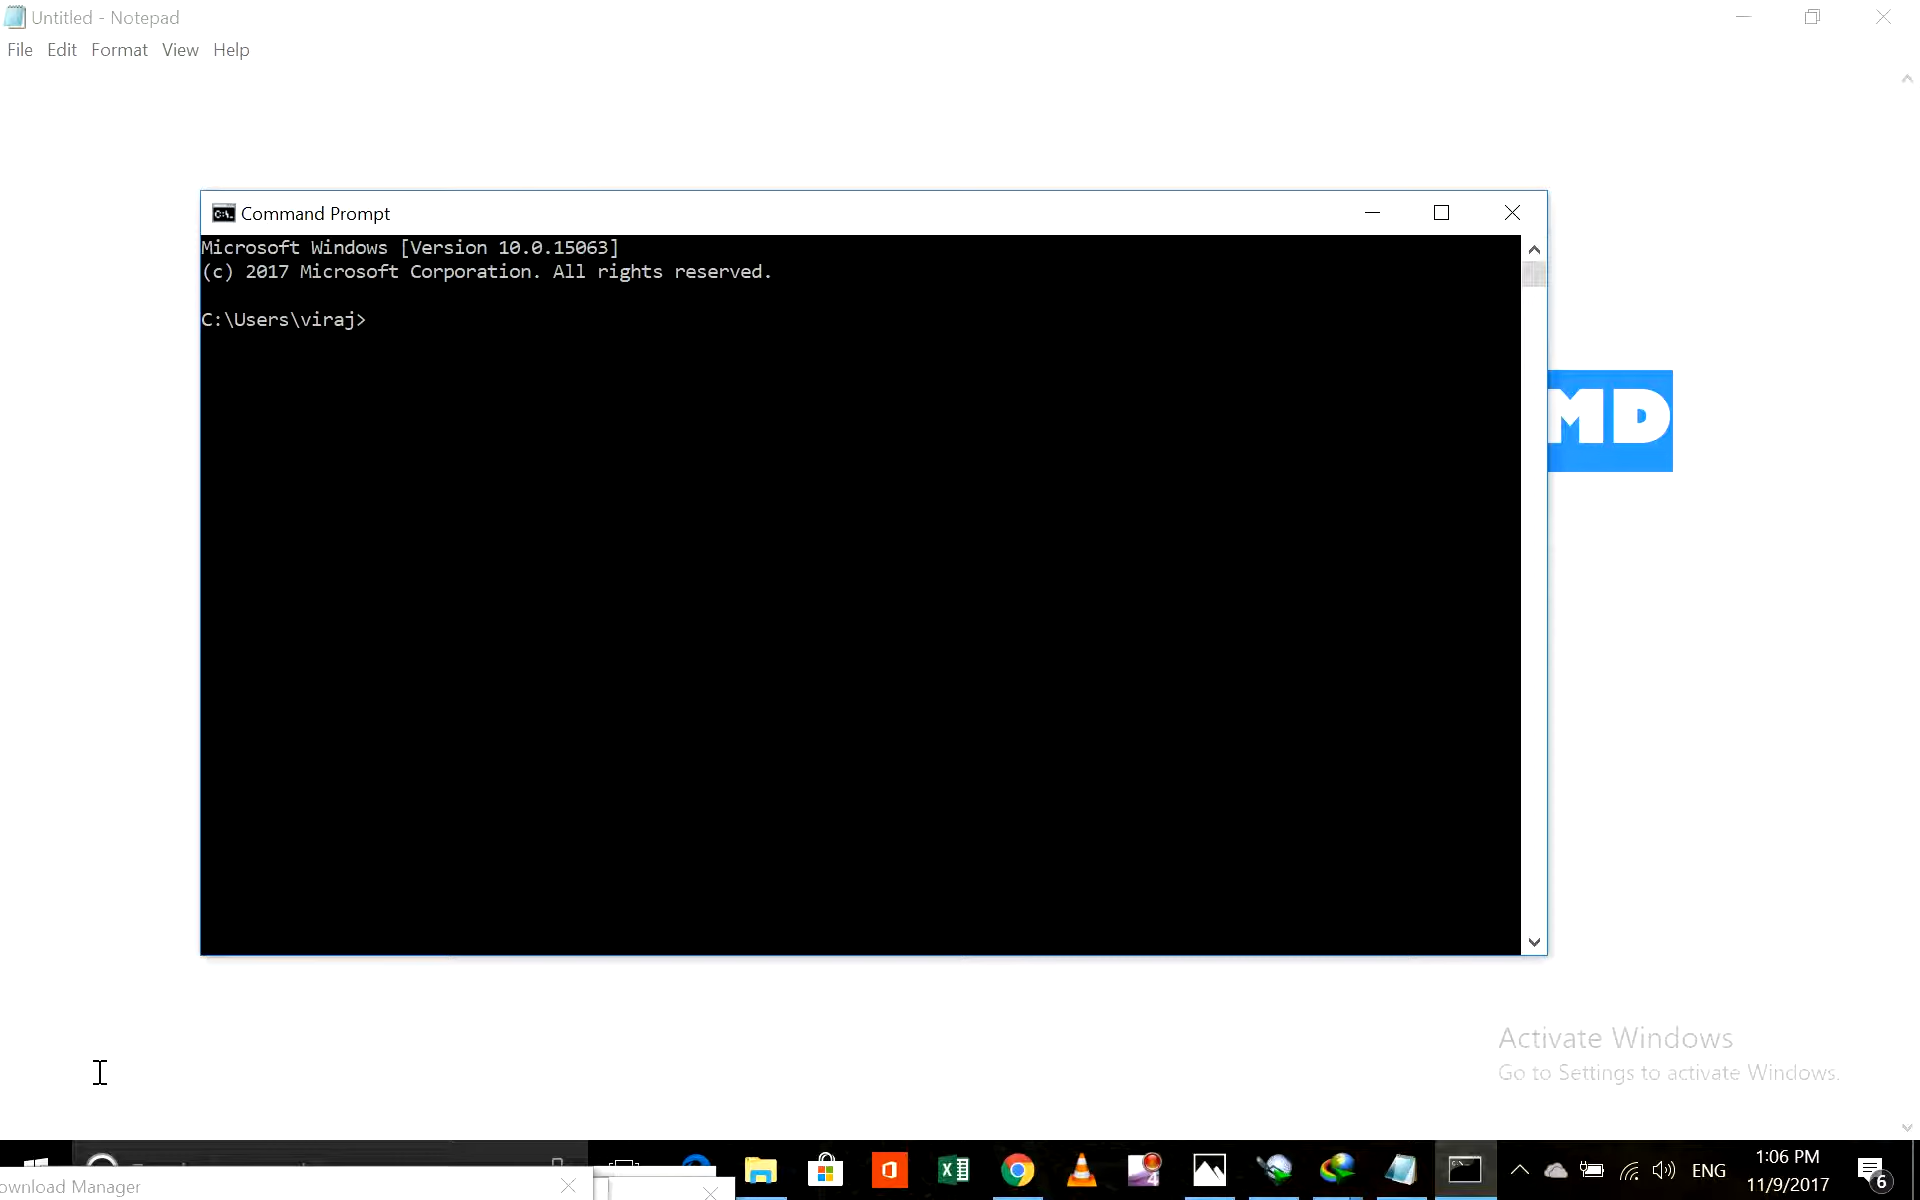 Untitled - Notepad
File Edit Format View Help
Command Prompt
Microsoft Windows [Version 10.0.15063]
(c) 2017 Microsoft Corporation. All rights reserved.
C:\Users\viraj>
MD
Activate Windows
Go to Settings to activate Windows.
ownload Manager
4
ENG
1:06 PM
11/9/2017
6